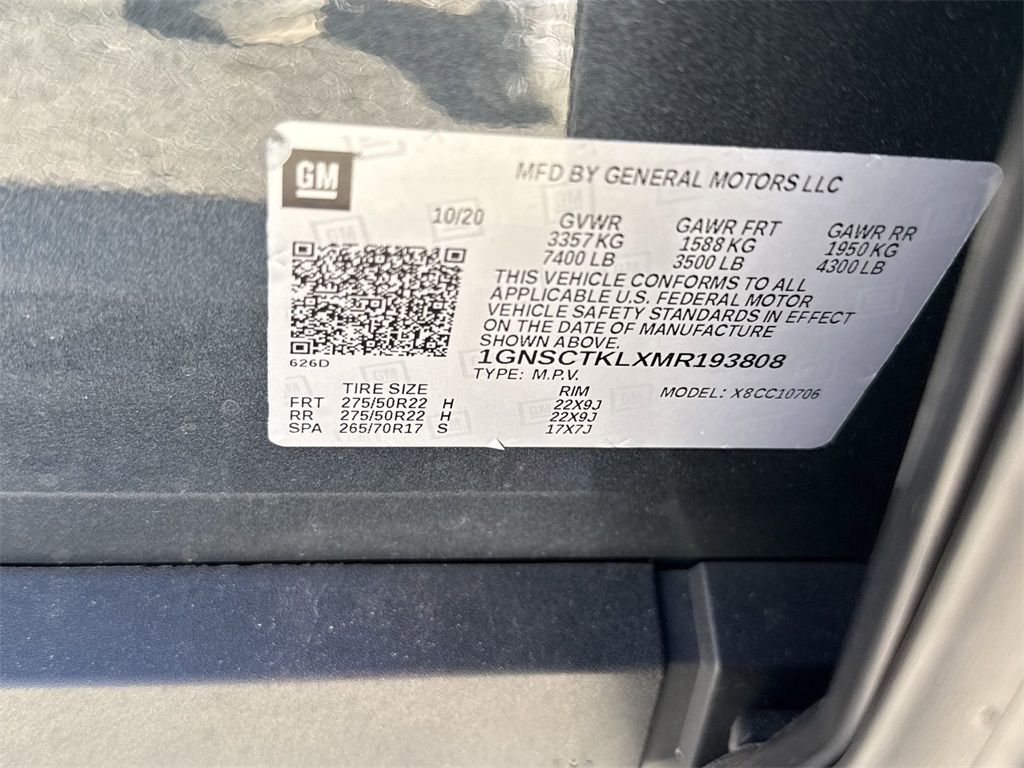 GM
MFD BY GENERAL MOTORS LLC
10/20
GVWR GAWR FRT GAWR RR
3357 KG 1588 KG 1950 KG
7400 LB 3500 LB 4300 LB
THIS VEHICLE CONFORMS TO ALL
APPLICABLE U.S. FEDERAL MOTOR
VEHICLE SAFETY STANDARDS IN EFFECT
ON THE DATE OF MANUFACTURE
SHOWN ABOVE.
626D
1GNSCTKLXMR193808
TYPE: M.P.V.
TIRE SIZE RIM MODEL: X8CC10706
FRT 275/50R22 H 22X9J
RR 275/50R22 H 22X9J
SPA 265/70R17 S 17X7J